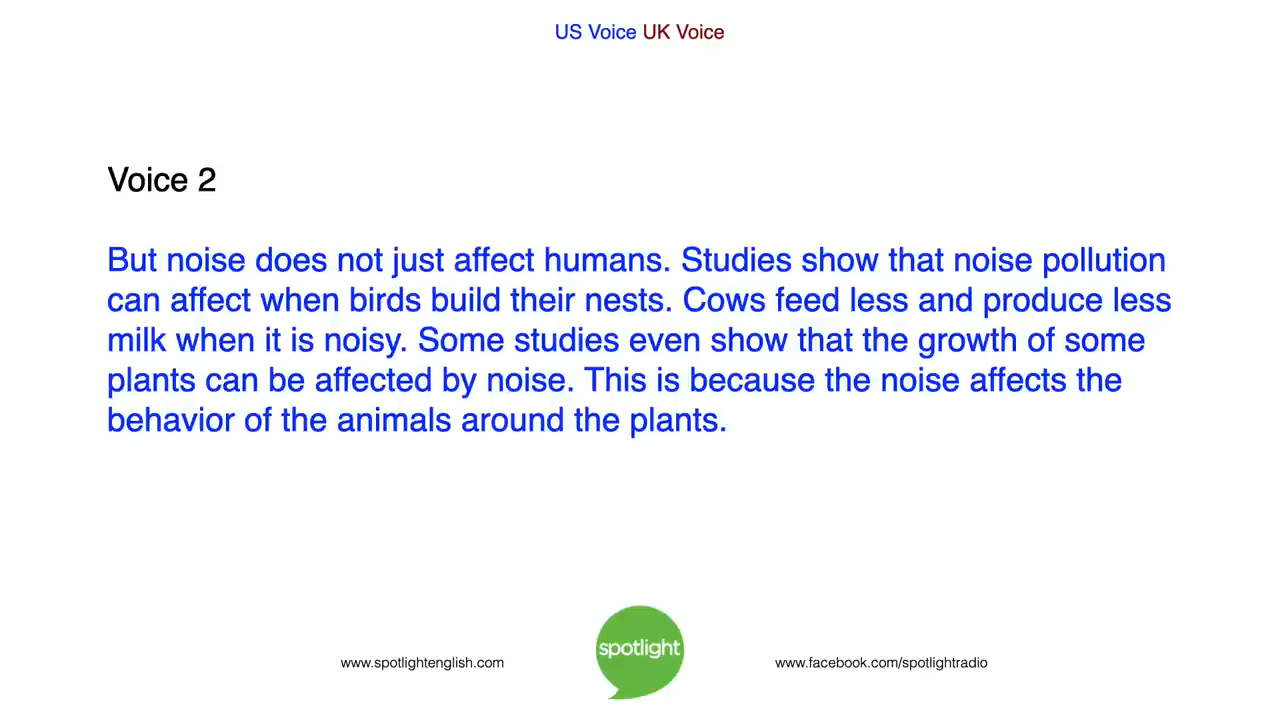 US Voice UK Voice
Voice 2
But noise does not just affect humans. Studies show that noise pollution
can affect when birds build their nests. Cows feed less and produce less
milk when it is noisy. Some studies even show that the growth of some
plants can be affected by noise. This is because the noise affects the
behavior of the animals around the plants.
www.spotlightenglish.com
spotlight
www.facebook.com/spotlightradio